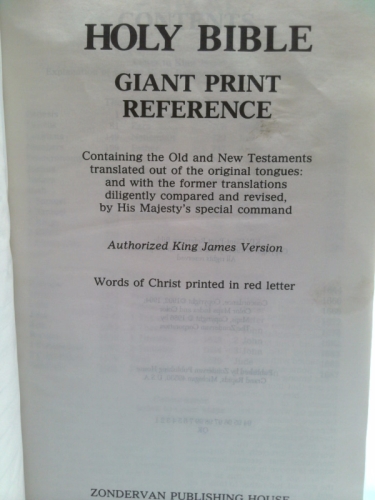 HOLY BIBLE
GIANT PRINT
REFERENCE
Containing the Old and New Testaments
translated out of the original tongues:
and with the former translations
diligently compared and revised,
by His Majesty's special command
Authorized King James Version
Words of Christ printed in red letter
ZONDERVAN PUBLISHING HOUSE